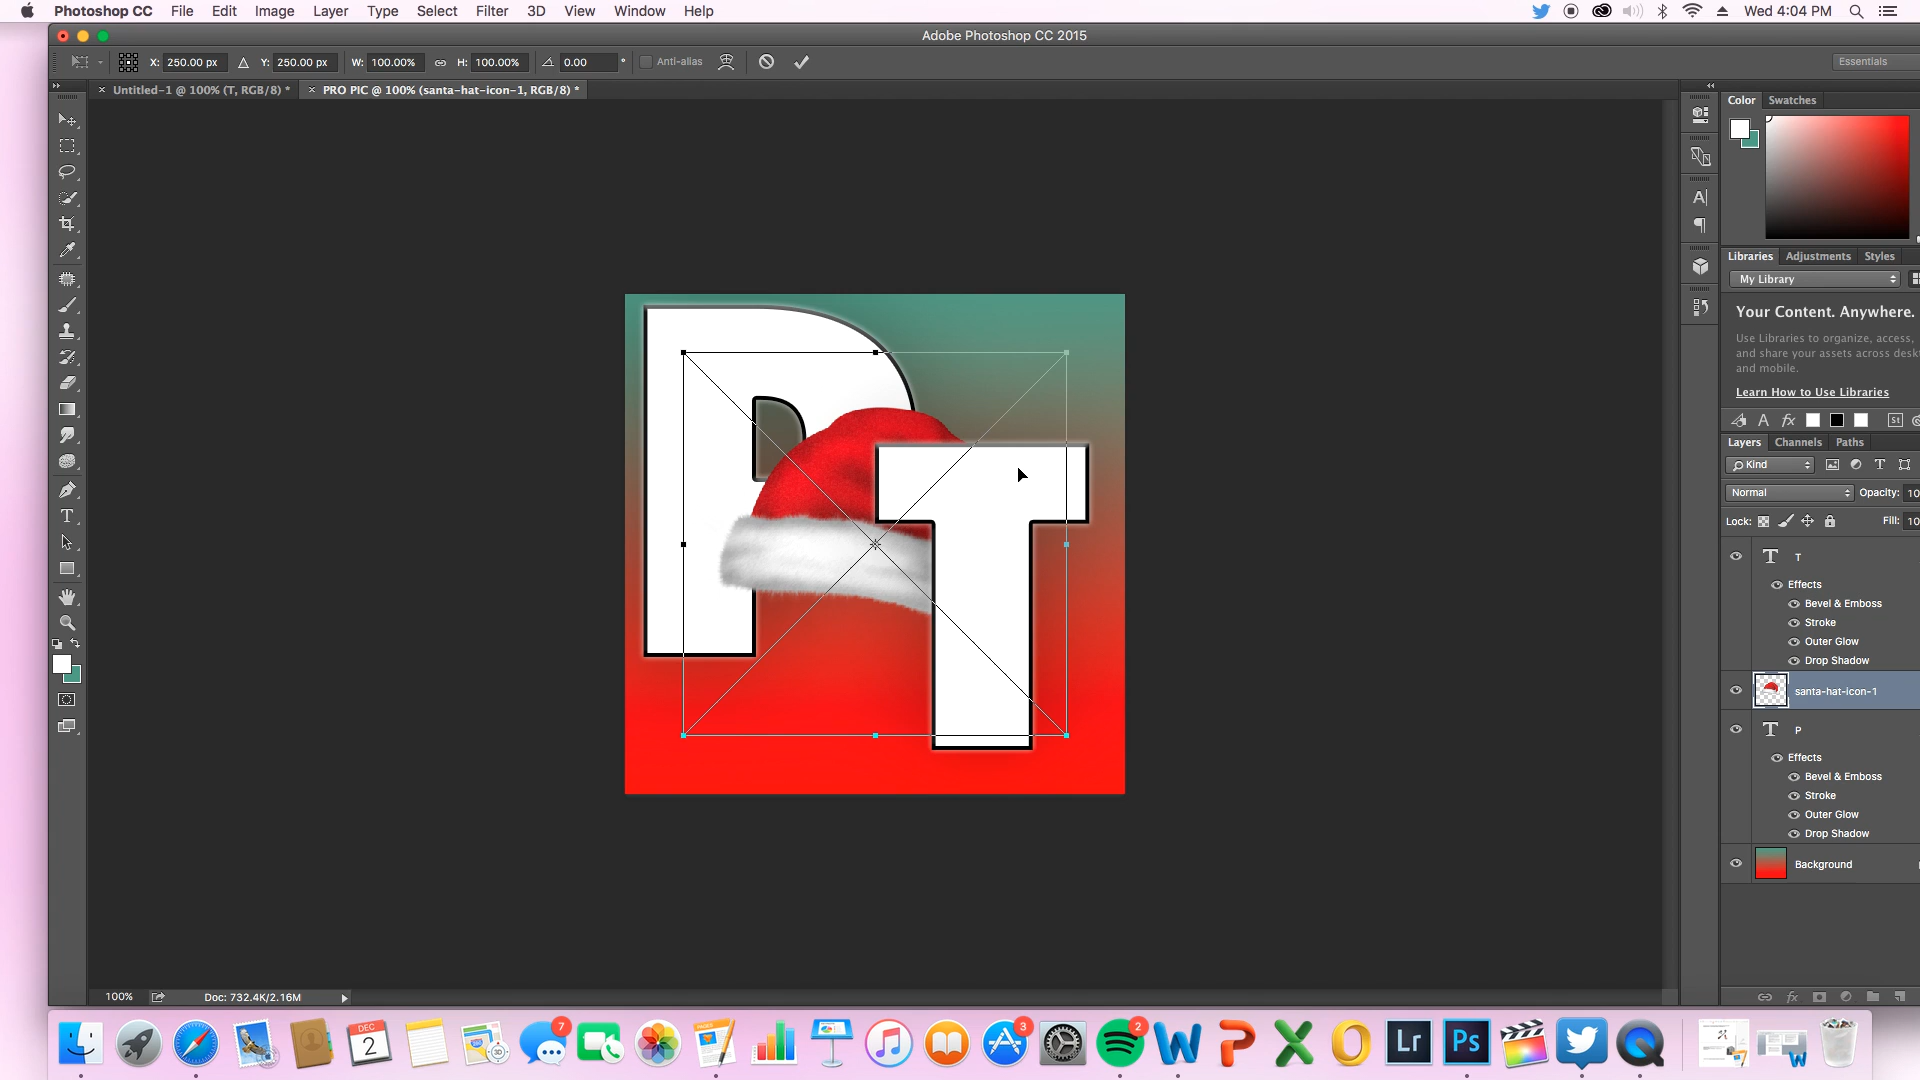 Photoshop CC File Edit Image Layer Type Select Filter 3D View Window Help Wed 4:04 PM
Adobe Photoshop CC 2015
X: 250.00 px Y: 250.00 px W: 100.00% H: 100.00% 0.00 ° Anti-alias Essentials
× Untitled-1 @ 100% (T, RGB/8) * × PRO PIC @ 100% (santa-hat-icon-1, RGB/8) *
Color Swatches
Libraries Adjustments Styles
My Library
Your Content. Anywhere.
Use Libraries to organize, access,
and share your assets across deskt
and mobile.
Learn How to Use Libraries
St
Layers Channels Paths
Kind
Normal Opacity: 10
Lock: Fill: 10
T
Effects
Bevel & Emboss
Stroke
Outer Glow
Drop Shadow
santa-hat-icon-1
P
Effects
Bevel & Emboss
Stroke
Outer Glow
Drop Shadow
Background
P
T
100% Doc: 732.4K/2.16M
DEC
2
7
PAGES
3
2
Lr
Ps